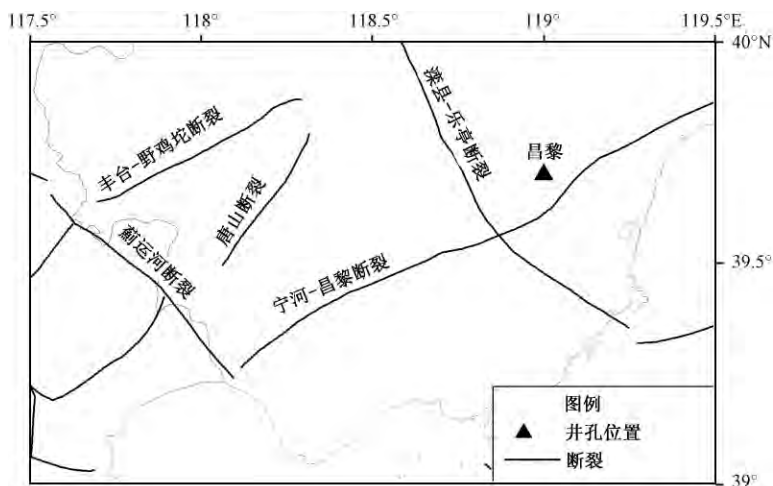 117.5°
118°
118.5°
119°
119.5°E
40°N
滦县-乐亭断裂
丰台-野鸡坨断裂
昌黎
唐山断裂
蓟运河断裂
宁河-昌黎断裂
39.5°
图例
井孔位置
断裂
39°